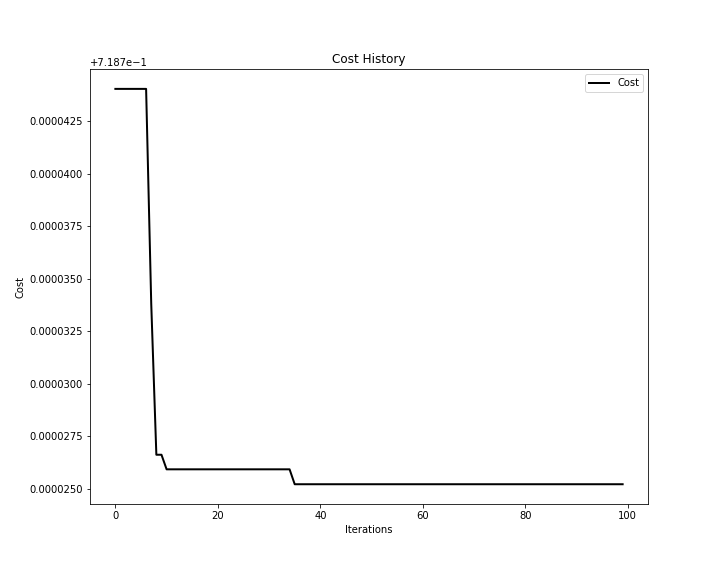 +7.187e−1
Cost History
Cost
0.0000425
0.0000400
0.0000375
0.0000350
0.0000325
0.0000300
0.0000275
0.0000250
Cost
0 20 40 60 80 100
Iterations